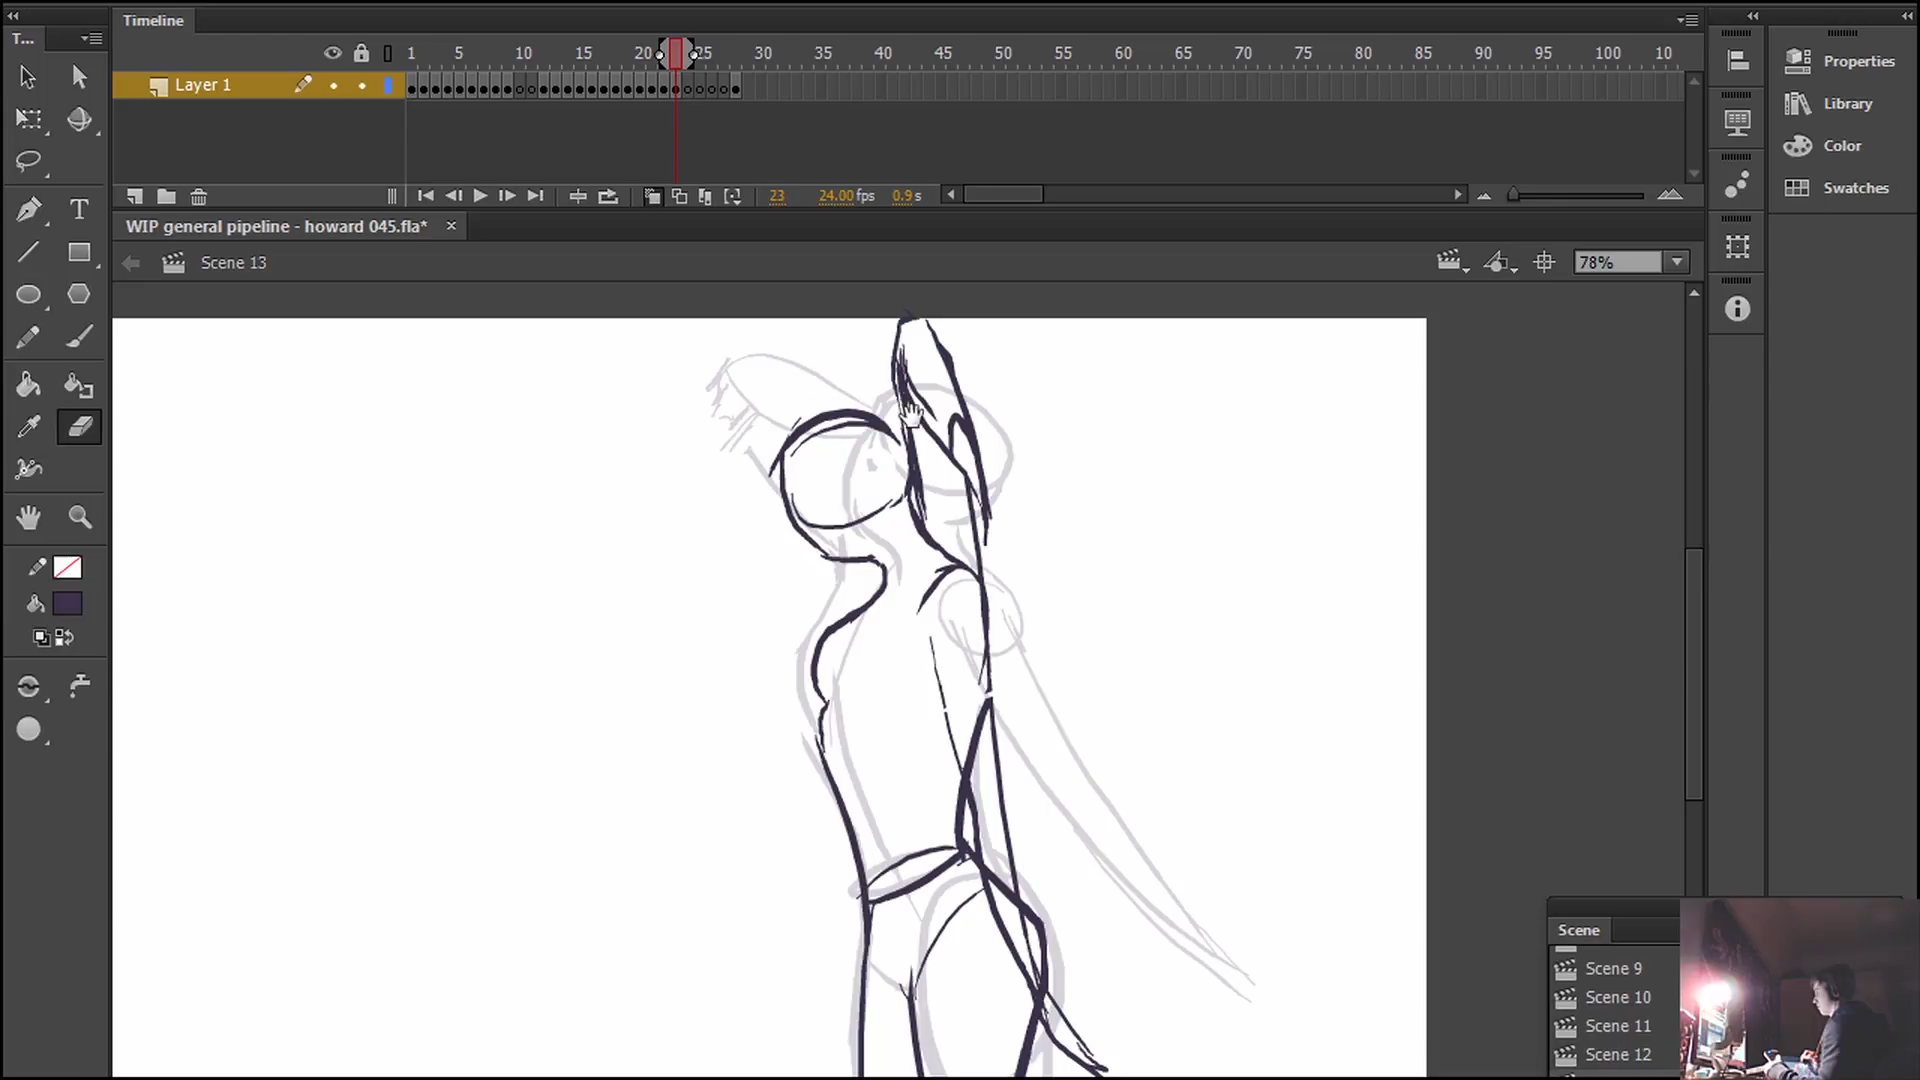 Timeline
T...
1 5 10 15 20 25 30 35 40 45 50 55 60 65 70 75 80 85 90 95 100 10
Layer 1
23 24.00 fps 0.9 s
WIP general pipeline - howard 045.fla*
Scene 13
78%
Properties
Library
Color
Swatches
Scene
Scene 9
Scene 10
Scene 11
Scene 12